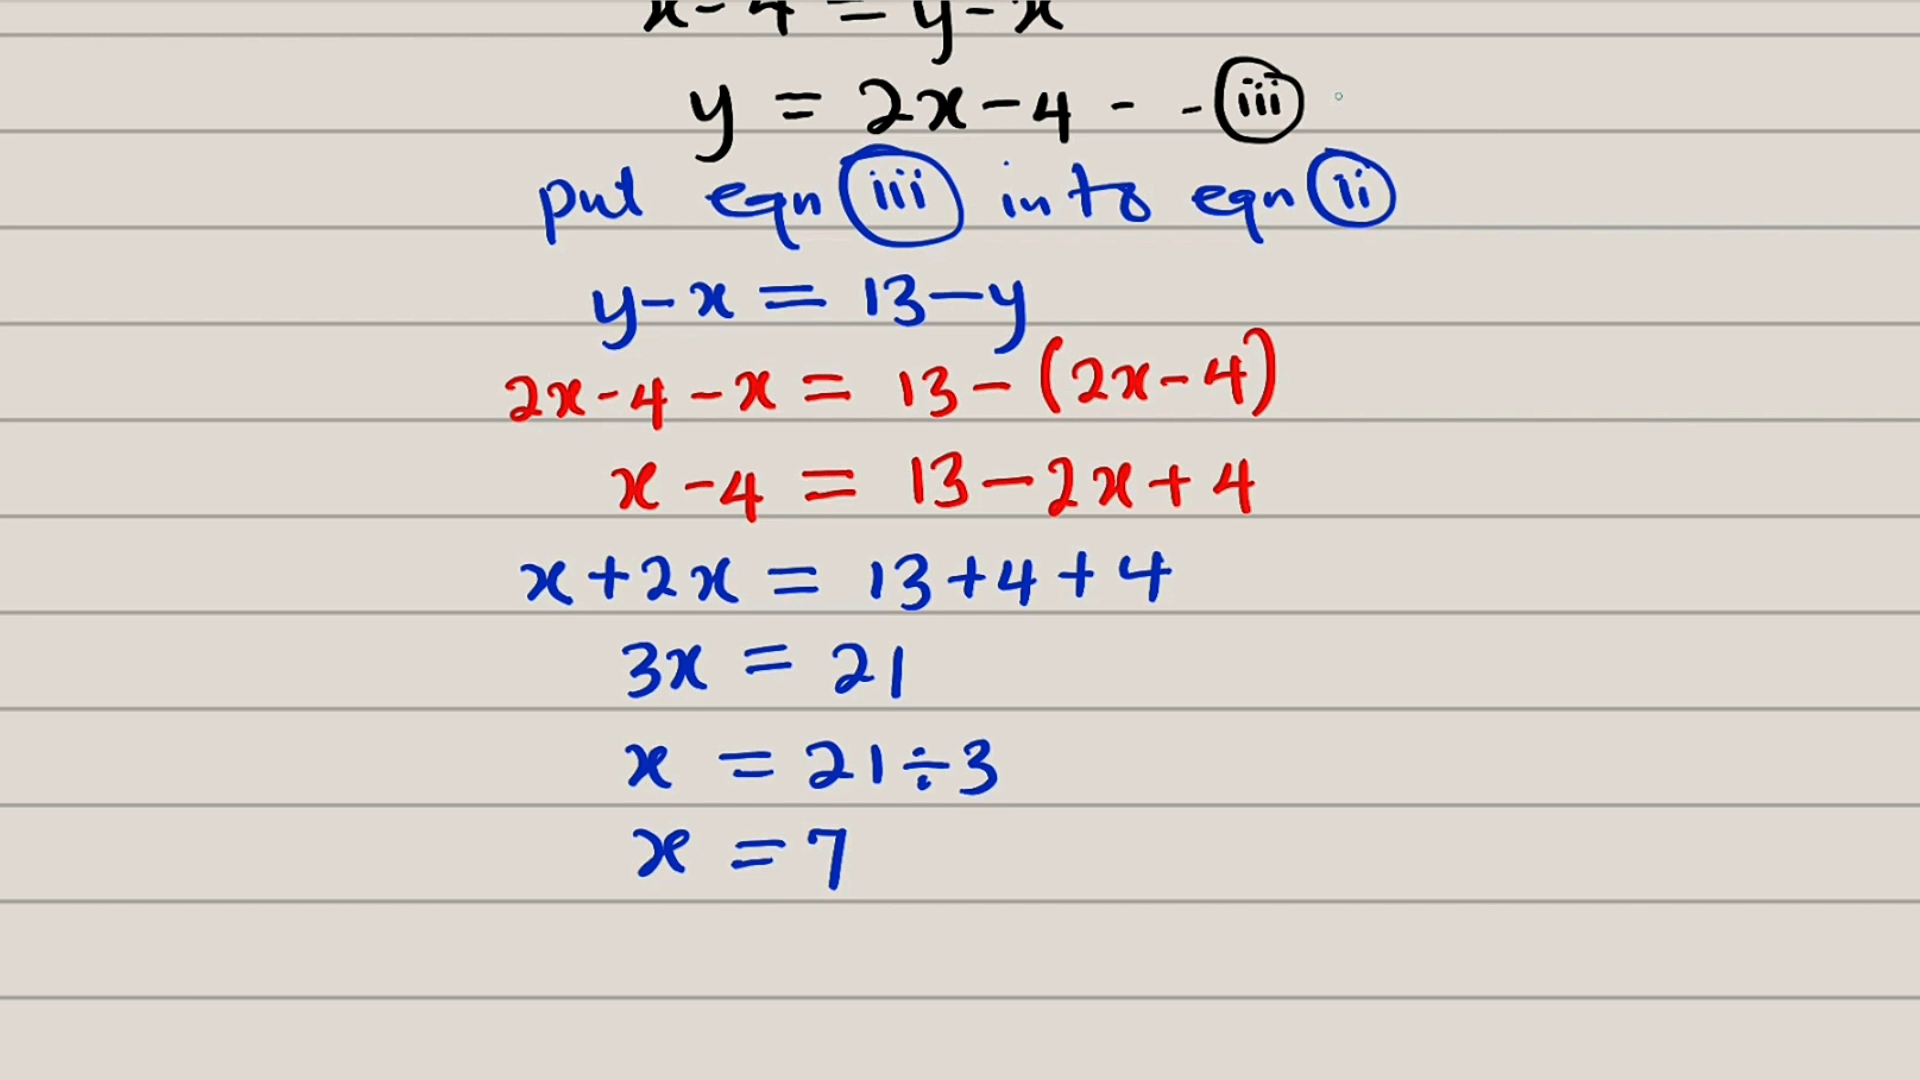 x - 4 = y - x
y = 2x - 4 - - (iii)
put eqn (iii) into eqn (ii)
y - x = 13 - y
2x - 4 - x = 13 - (2x - 4)
x - 4 = 13 - 2x + 4
x + 2x = 13 + 4 + 4
3x = 21
x = 21 ÷ 3
x = 7